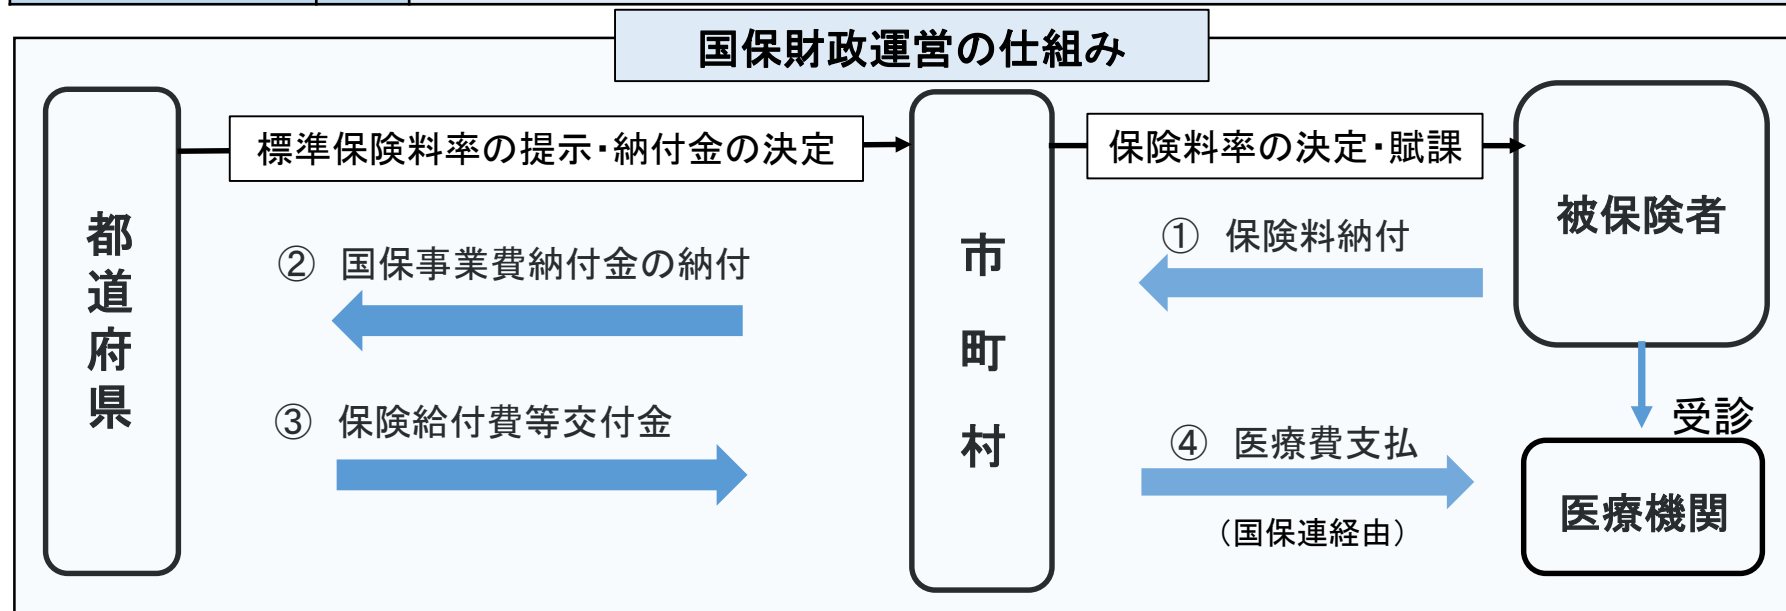 国保財政運営の仕組み
標準保険料率の提示・納付金の決定
保険料率の決定・賦課
都道府県
市町村
被保険者
① 保険料納付
② 国保事業費納付金の納付
③ 保険給付費等交付金
受診
④ 医療費支払
(国保連経由)
医療機関